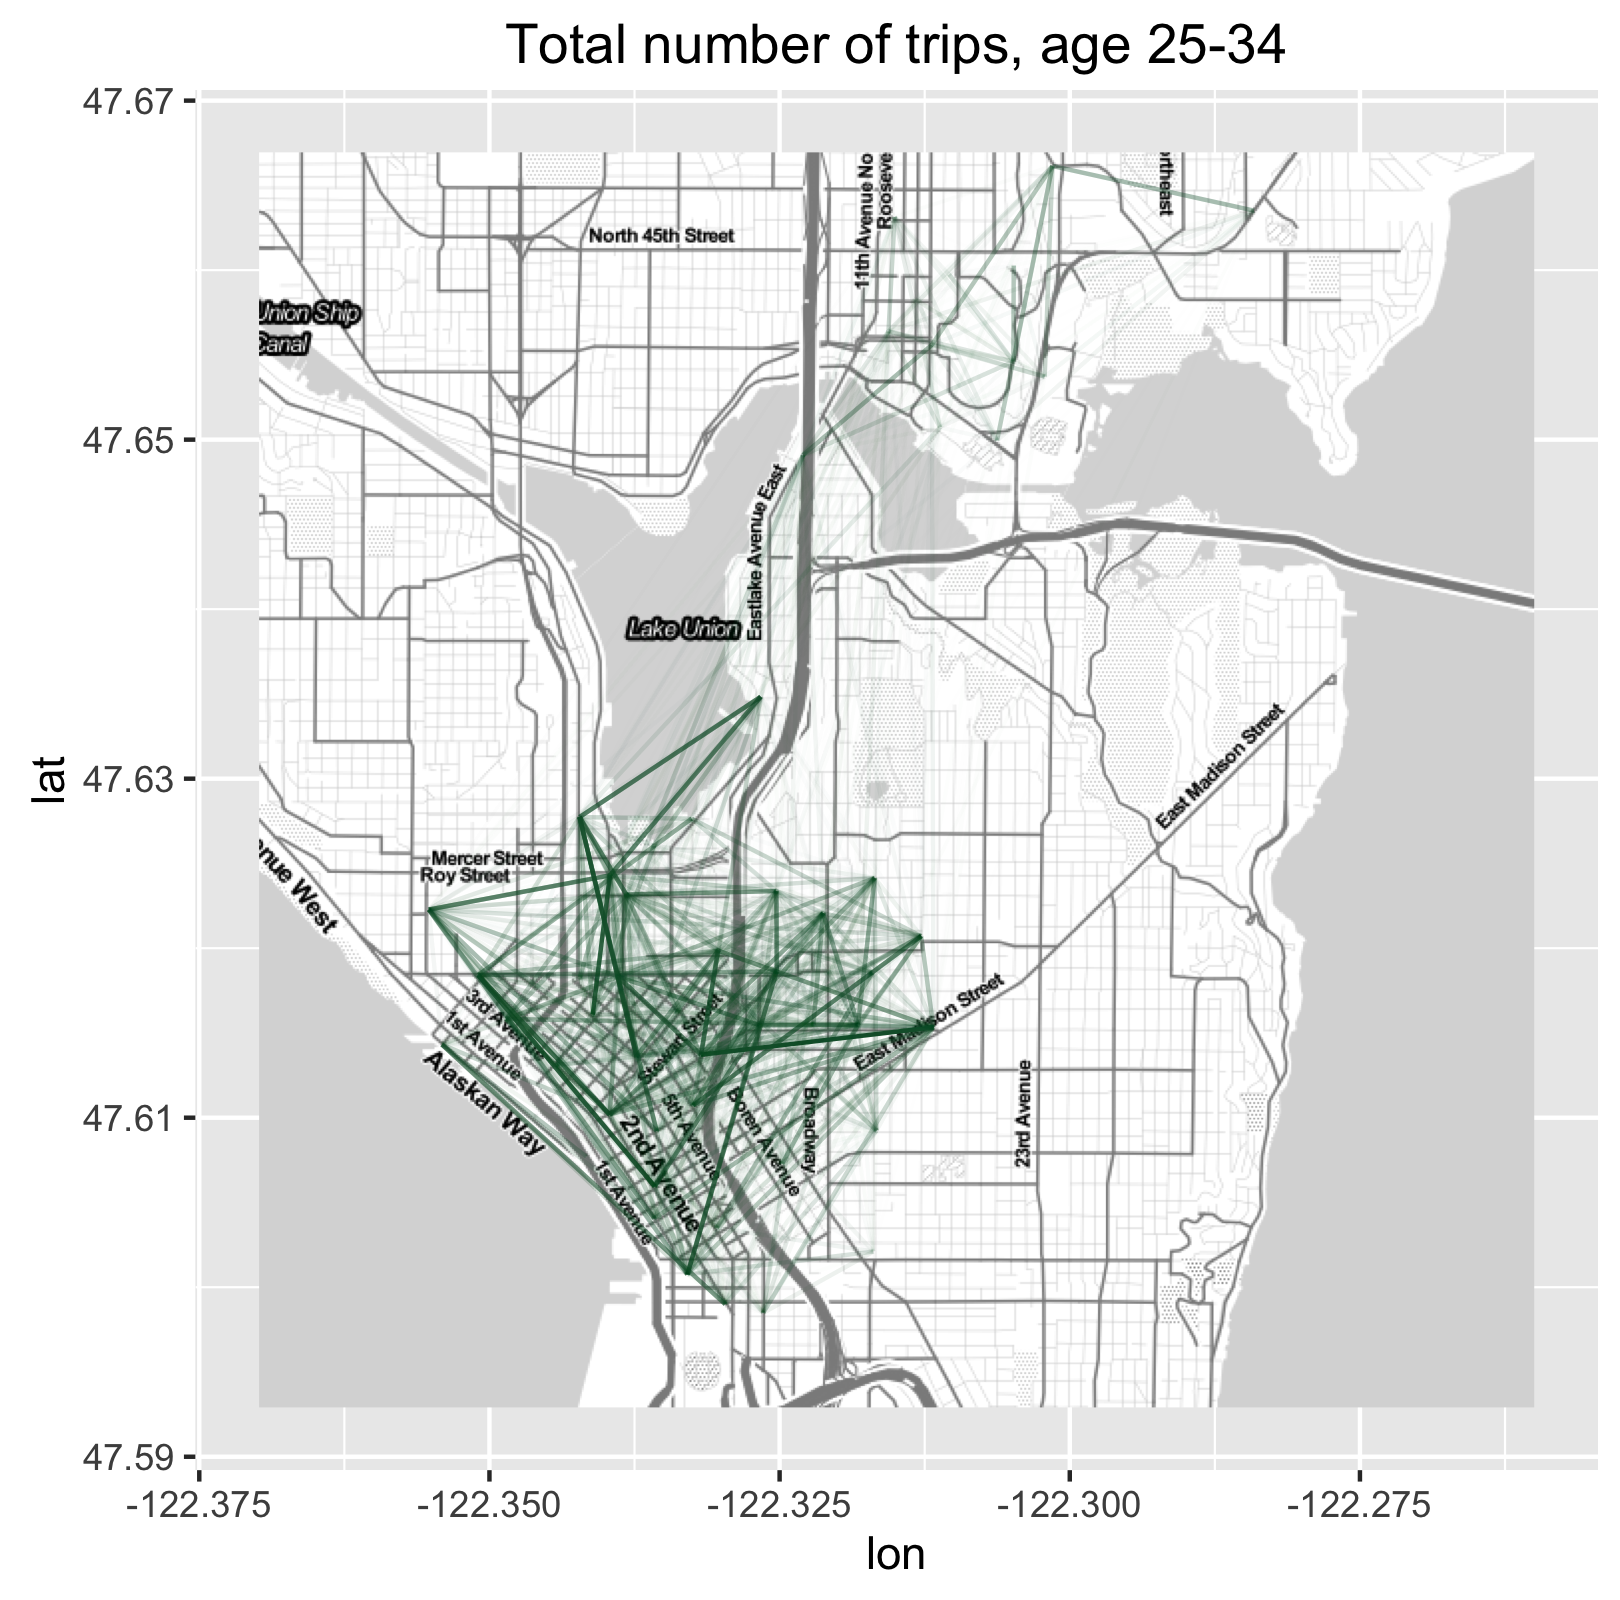 Total number of trips, age 25-34
47.67
47.65
47.63
47.61
47.59
lat
11th Avenue No
Rooseve
rtheast
North 45th Street
Union Ship
Canal
Eastlake Avenue East
Lake Union
East Madison Street
Mercer Street
Roy Street
nue West
3rd Avenue
1st Avenue
Stewart Street
East Madison Street
Alaskan Way
5th Avenue
Boren Avenue
Broadway
23rd Avenue
2nd Avenue
1st Avenue
-122.375
-122.350
-122.325
-122.300
-122.275
lon